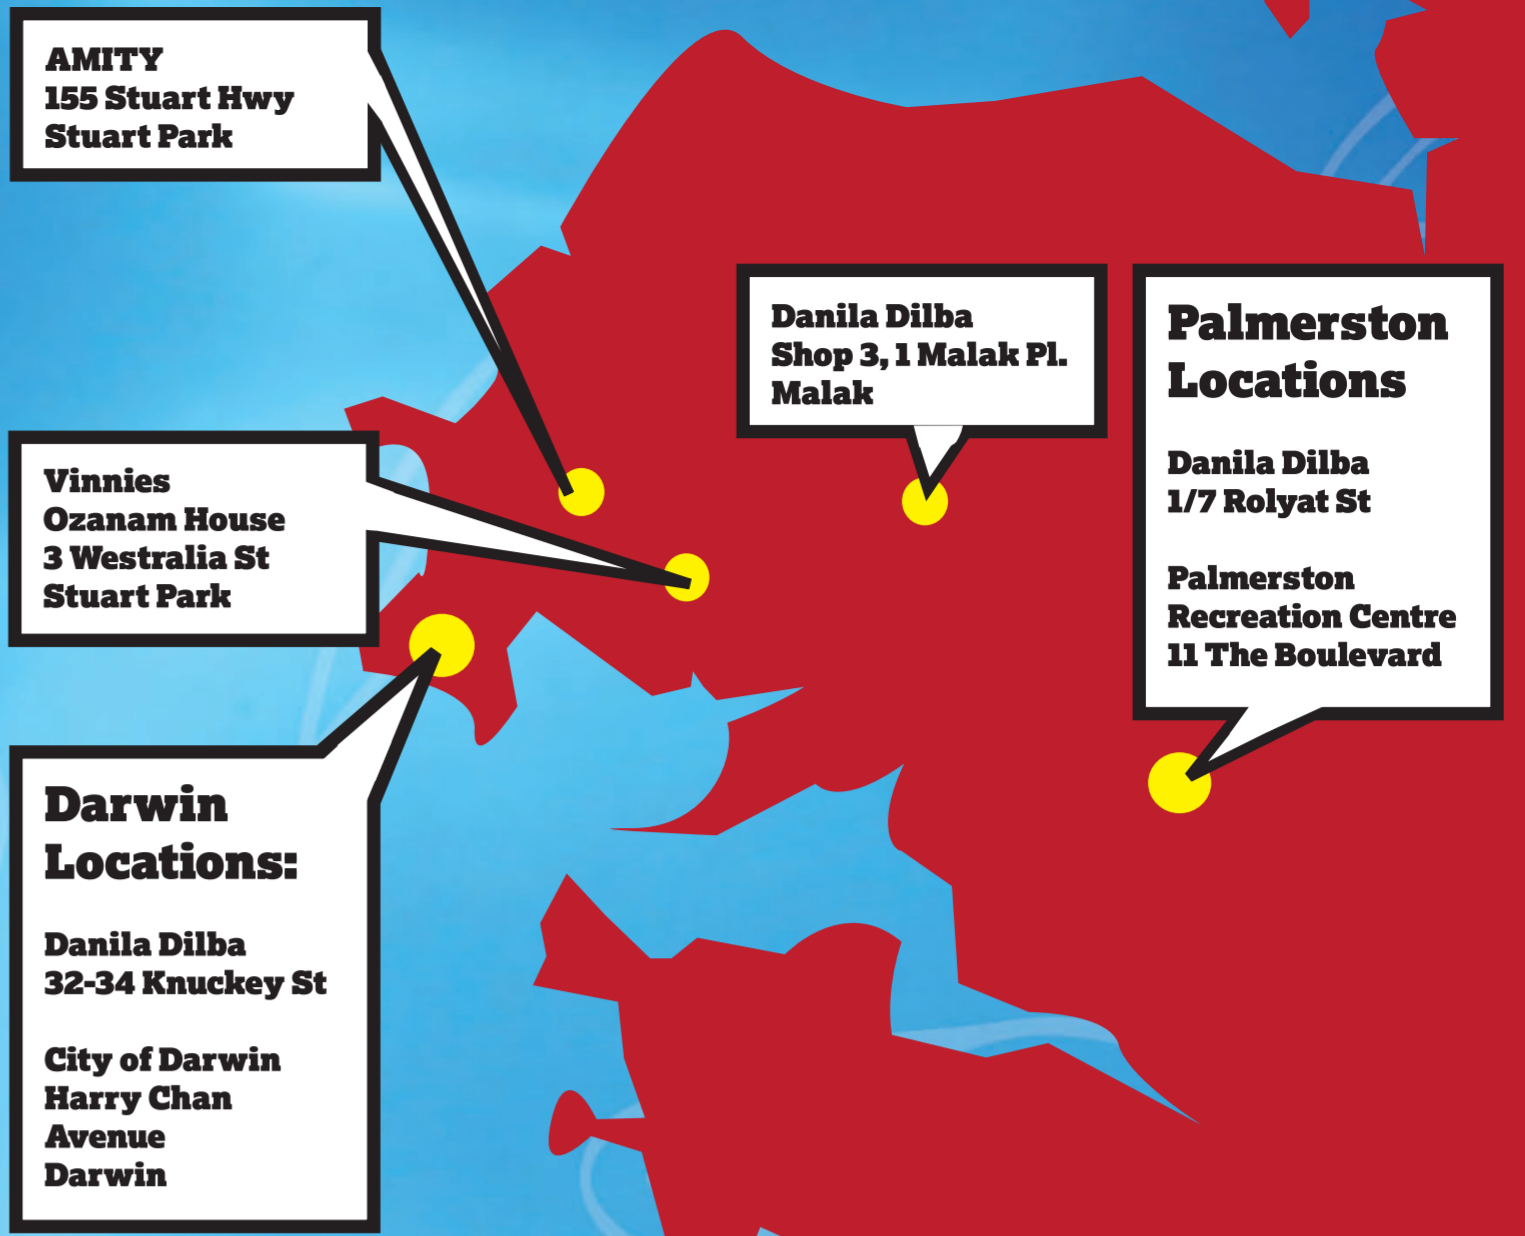 AMITY
155 Stuart Hwy
Stuart Park
Danila Dilba
Shop 3, 1 Malak Pl.
Malak
Palmerston
Locations
Danila Dilba
1/7 Rolyat St
Palmerston
Recreation Centre
11 The Boulevard
Vinnies
Ozanam House
3 Westralia St
Stuart Park
Darwin
Locations:
Danila Dilba
32-34 Knuckey St
City of Darwin
Harry Chan
Avenue
Darwin